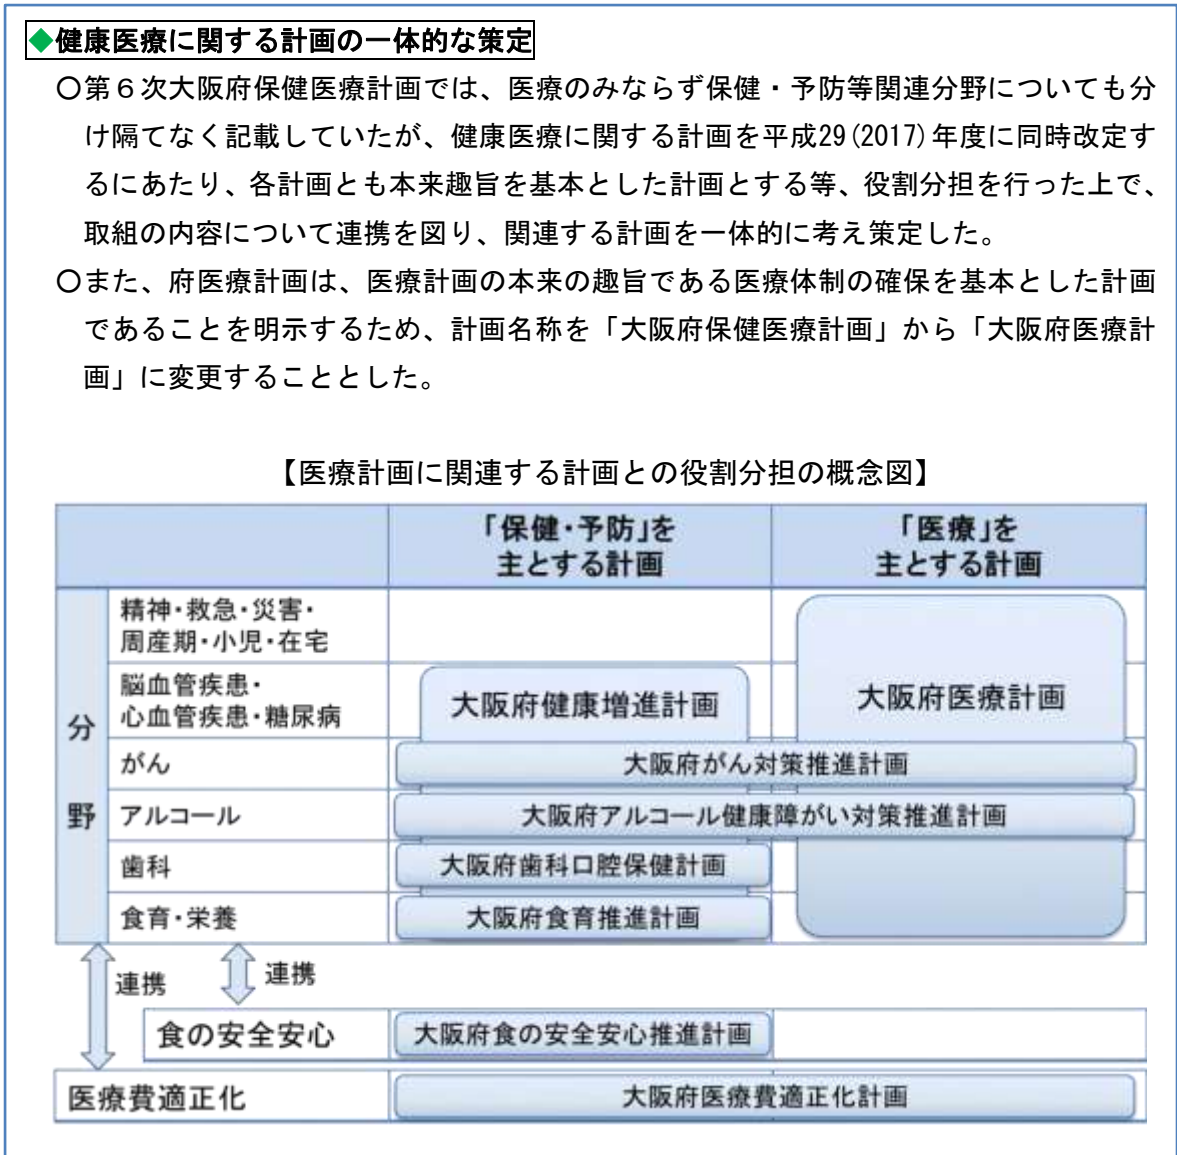 ◆健康医療に関する計画の一体的な策定
〇第６次大阪府保健医療計画では、医療のみならず保健・予防等関連分野についても分
け隔てなく記載していたが、健康医療に関する計画を平成29(2017)年度に同時改定す
るにあたり、各計画とも本来趣旨を基本とした計画とする等、役割分担を行った上で、
取組の内容について連携を図り、関連する計画を一体的に考え策定した。
〇また、府医療計画は、医療計画の本来の趣旨である医療体制の確保を基本とした計画
であることを明示するため、計画名称を「大阪府保健医療計画」から「大阪府医療計
画」に変更することとした。
【医療計画に関連する計画との役割分担の概念図】
「保健・予防」を
主とする計画
「医療」を
主とする計画
分野
精神・救急・災害・
周産期・小児・在宅
脳血管疾患・
心血管疾患・糖尿病
大阪府健康増進計画
大阪府医療計画
がん
大阪府がん対策推進計画
アルコール
大阪府アルコール健康障がい対策推進計画
歯科
大阪府歯科口腔保健計画
食育・栄養
大阪府食育推進計画
連携
連携
食の安全安心
大阪府食の安全安心推進計画
医療費適正化
大阪府医療費適正化計画